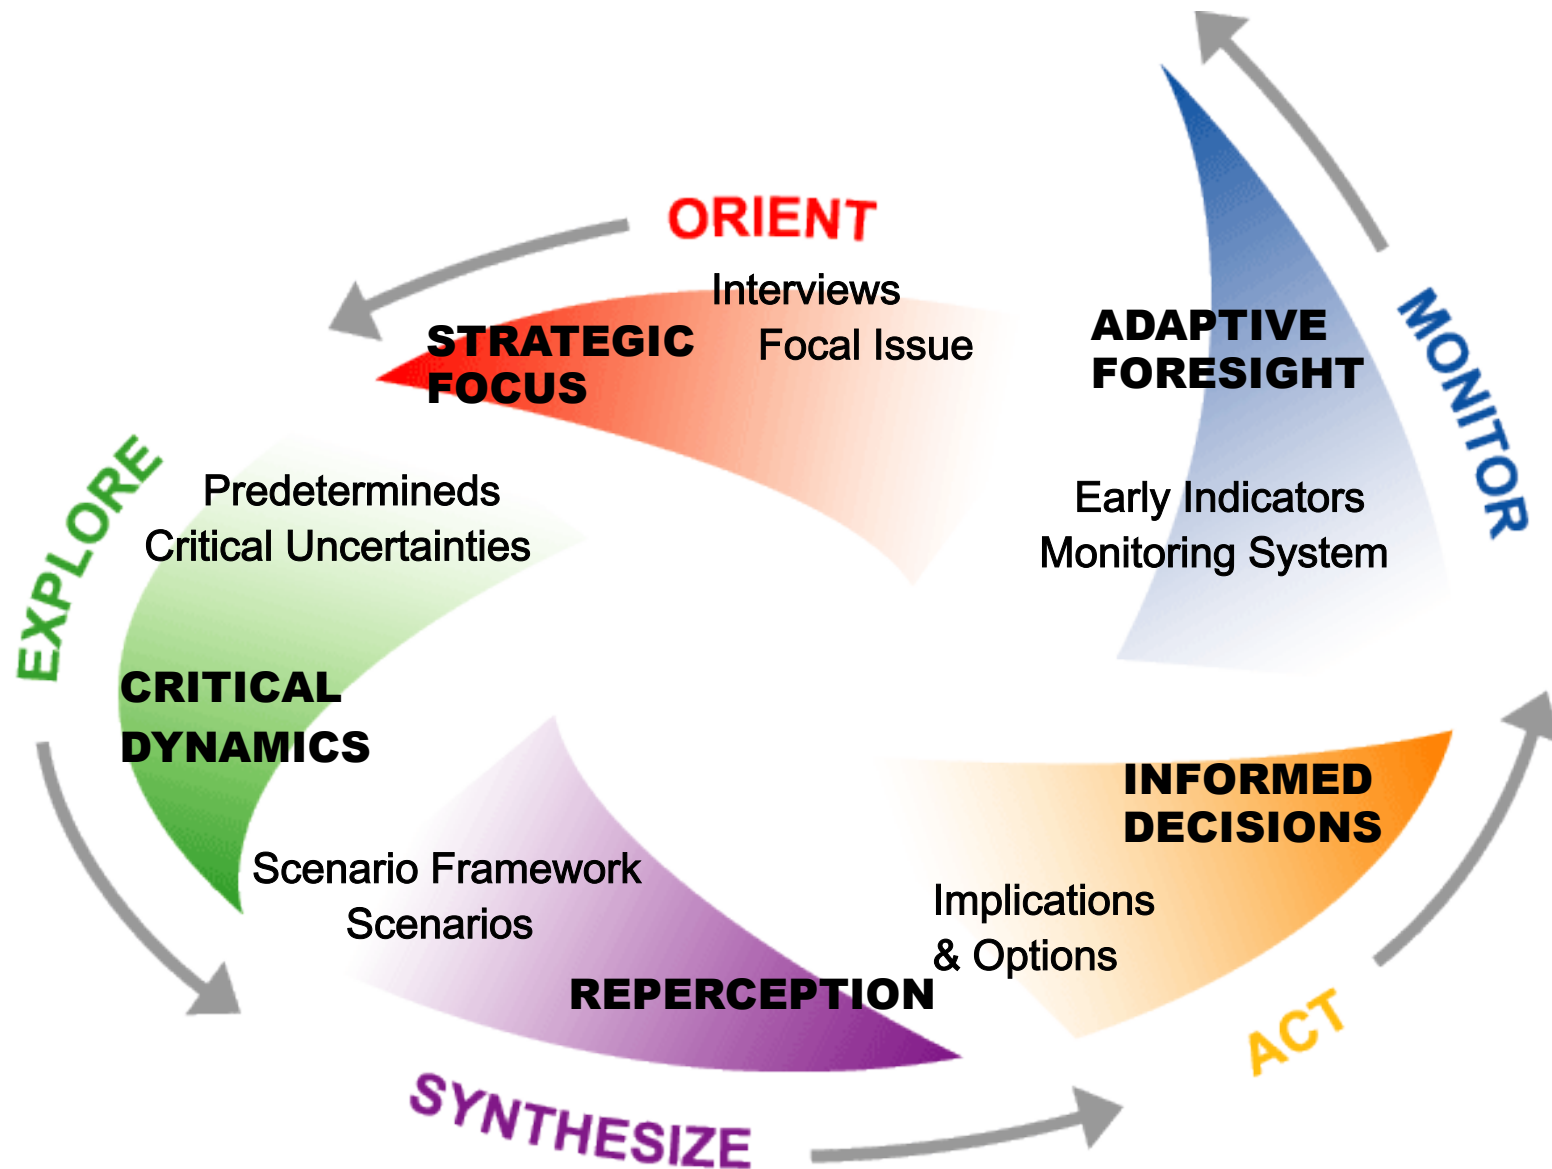 ORIENT
Interviews
Focal Issue
STRATEGIC
FOCUS
EXPLORE
Predetermineds
Critical Uncertainties
CRITICAL
DYNAMICS
SYNTHESIZE
Scenario Framework
Scenarios
REPERCEPTION
ACT
Implications
& Options
INFORMED
DECISIONS
MONITOR
Early Indicators
Monitoring System
ADAPTIVE
FORESIGHT